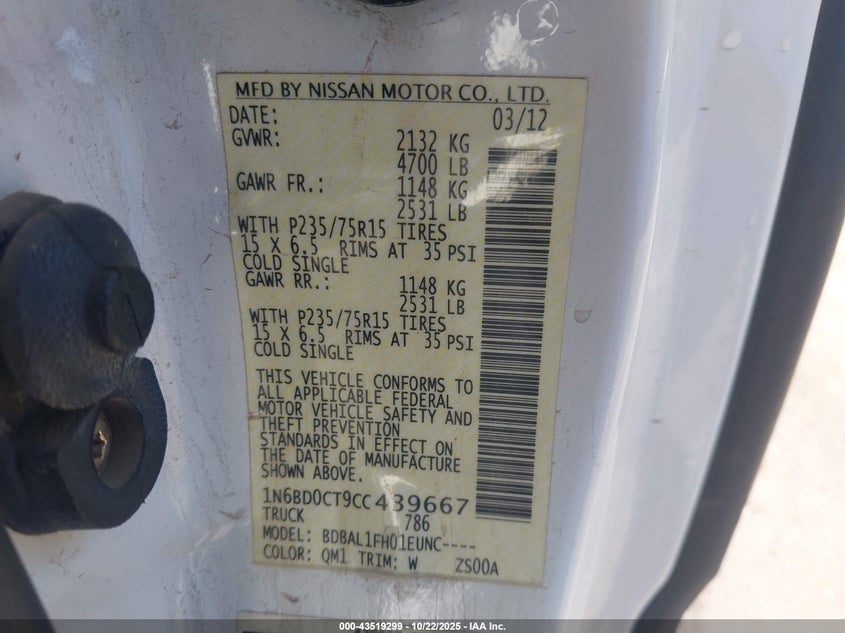 MFD BY NISSAN MOTOR CO., LTD.
DATE: 03/12
GVWR: 2132 KG
4700 LB
GAWR FR.: 1148 KG
2531 LB
WITH P235/75R15 TIRES
15 X 6.5 RIMS AT 35 PSI
COLD SINGLE
GAWR RR.: 1148 KG
2531 LB
WITH P235/75R15 TIRES
15 X 6.5 RIMS AT 35 PSI
COLD SINGLE
THIS VEHICLE CONFORMS TO
ALL APPLICABLE FEDERAL
MOTOR VEHICLE SAFETY AND
THEFT PREVENTION
STANDARDS IN EFFECT ON
THE DATE OF MANUFACTURE
SHOWN ABOVE.
1N6BD0CT9CC439667
TRUCK 786
MODEL: BDBAL1FH01EUNC----
COLOR: QM1 TRIM: W ZS00A
000-43519299 - 10/22/2025 - IAA Inc.